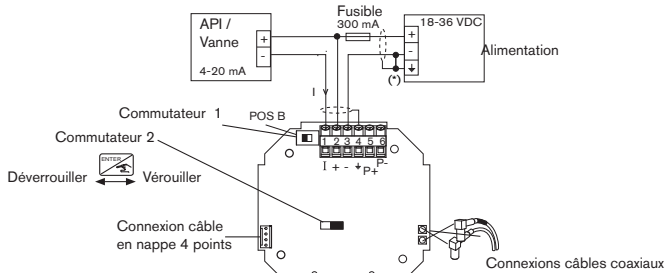 API /
Vanne
+
-
4-20 mA
Fusible
300 mA
18-36 VDC
+
-
Alimentation
(*)
I
Commutateur 1
POS B
Commutateur 2
1 2 3 4 5 6
I + - P+ P-
ENTER
Déverrouiller Vérouiller
Connexion câble
en nappe 4 points
Connexions câbles coaxiaux